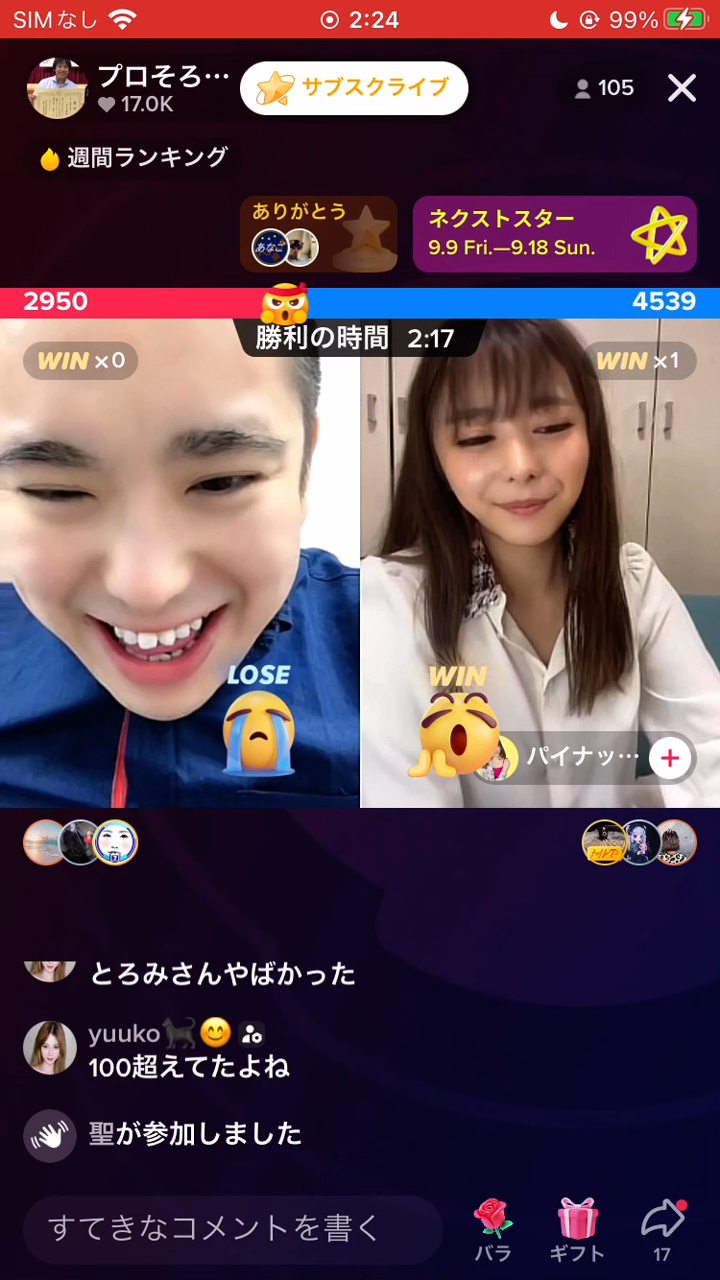 SIMなし 2:24 99%
プロそろ… サブスクライブ 105
17.0K
週間ランキング
ありがとう
あなご
ネクストスター
9.9 Fri.—9.18 Sun.
2950 4539
勝利の時間 2:17
WIN ×0 WIN ×1
LOSE WIN
パイナッ…
とろみさんやばかった
yuuko
100超えてたよね
聖が参加しました
すてきなコメントを書く
バラ ギフト 17